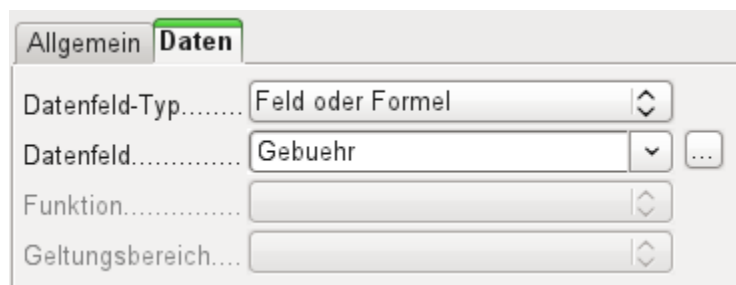 Allgemein Daten
Datenfeld-Typ........ Feld oder Formel
Datenfeld.............. Gebuehr ...
Funktion...............
Geltungsbereich....